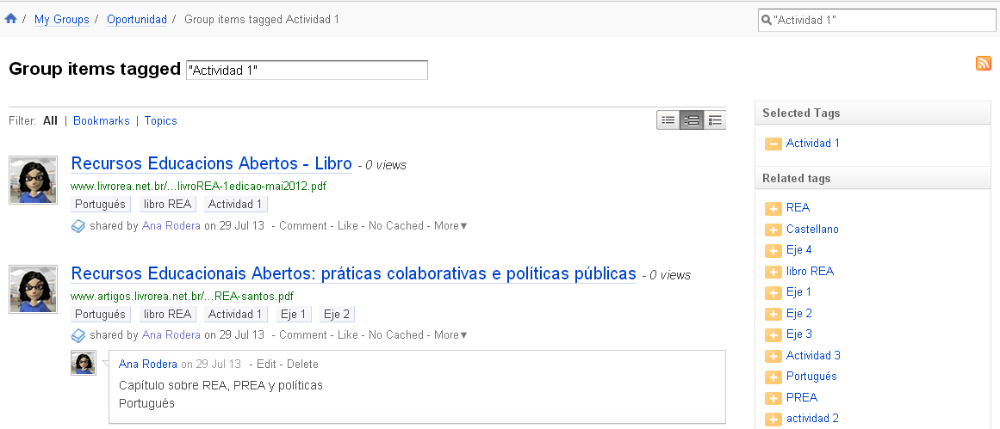 / My Groups / Oportunidad / Group items tagged Actividad 1
"Actividad 1"
Group items tagged "Actividad 1"
Filter: All | Bookmarks | Topics
Recursos Educacions Abertos - Libro - 0 views
www.livrorea.net.br/...livroREA-1edicao-mai2012.pdf
Portugués libro REA Actividad 1
shared by Ana Rodera on 29 Jul 13 - Comment - Like - No Cached - More▼
Recursos Educacionais Abertos: práticas colaborativas e políticas públicas - 0 views
www.artigos.livrorea.net.br/...REA-santos.pdf
Portugués libro REA Actividad 1 Eje 1 Eje 2
shared by Ana Rodera on 29 Jul 13 - Comment - Like - No Cached - More▼
Ana Rodera on 29 Jul 13 - Edit - Delete
Capítulo sobre REA, PREA y políticas
Portugués
Selected Tags
Actividad 1
Related tags
REA
Castellano
Eje 4
libro REA
Eje 1
Eje 2
Eje 3
Actividad 3
Portugués
PREA
actividad 2